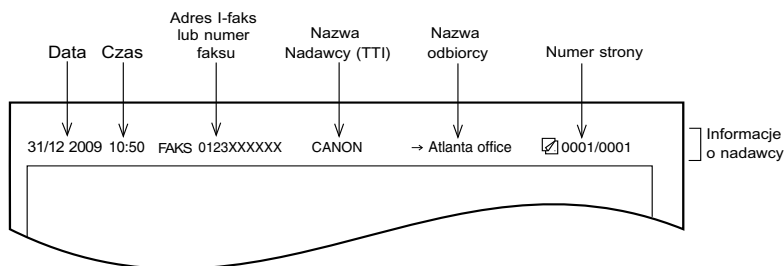 Data
Czas
Adres I-faks
lub numer
faksu
Nazwa
Nadawcy (TTI)
Nazwa
odbiorcy
Numer strony
31/12 2009 10:50 FAKS 0123XXXXXX CANON → Atlanta office 0001/0001
Informacje
o nadawcy